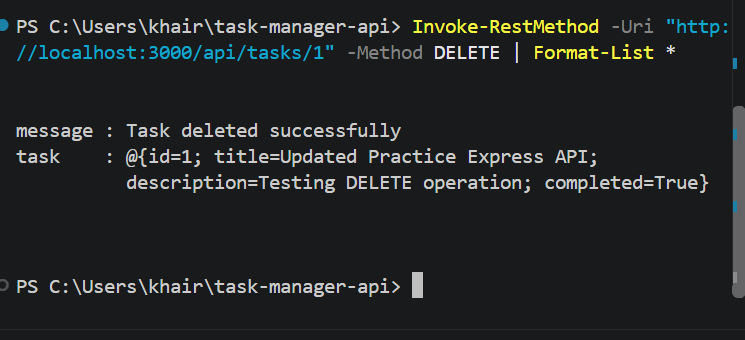 PS C:\Users\khair\task-manager-api> Invoke-RestMethod -Uri "http:
//localhost:3000/api/tasks/1" -Method DELETE | Format-List *
message : Task deleted successfully
task    : @{id=1; title=Updated Practice Express API;
          description=Testing DELETE operation; completed=True}
PS C:\Users\khair\task-manager-api>